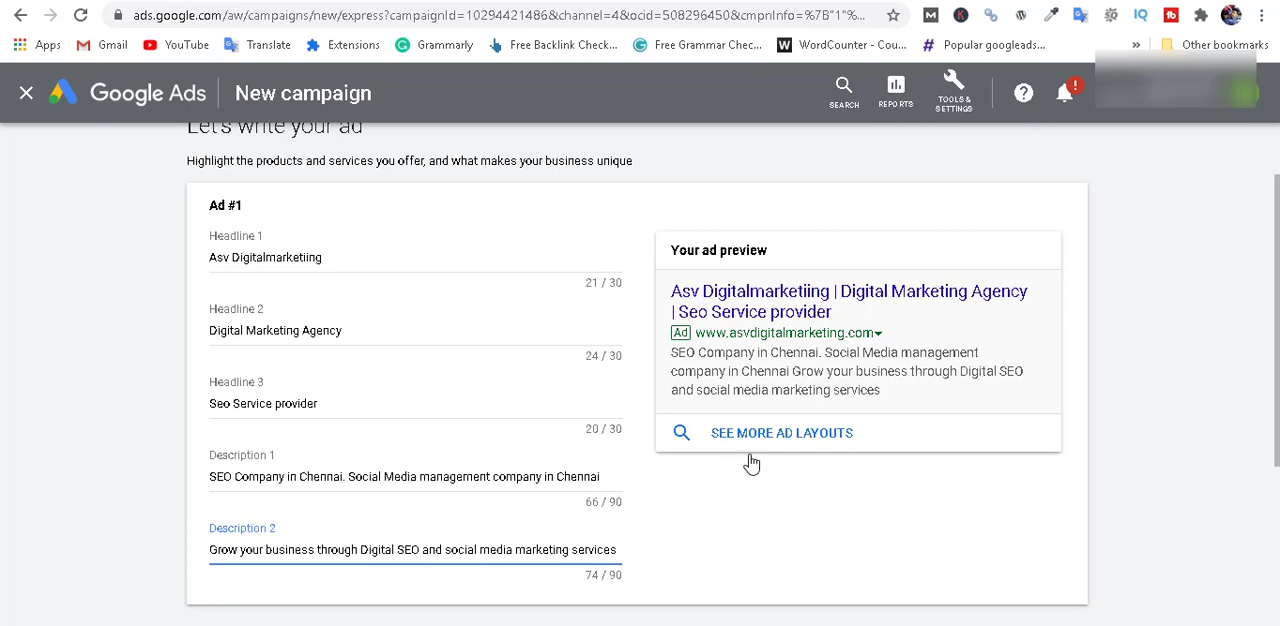 ads.google.com/aw/campaigns/new/express?campaignId=10294421486&channel=4&ocid=508296450&cmpnInfo=%7B"1"%...
Apps Gmail YouTube Translate Extensions Grammarly Free Backlink Check... Free Grammar Chec... WordCounter - Cou... Popular googleads... » Other bookmarks
Google Ads New campaign SEARCH REPORTS TOOLS & SETTINGS
Let's write your ad
Highlight the products and services you offer, and what makes your business unique
Ad #1
Headline 1
Asv Digitalmarketiing
21 / 30
Headline 2
Digital Marketing Agency
24 / 30
Headline 3
Seo Service provider
20 / 30
Description 1
SEO Company in Chennai. Social Media management company in Chennai
66 / 90
Description 2
Grow your business through Digital SEO and social media marketing services
74 / 90
Your ad preview
Asv Digitalmarketiing | Digital Marketing Agency
| Seo Service provider
Ad www.asvdigitalmarketing.com
SEO Company in Chennai. Social Media management
company in Chennai Grow your business through Digital SEO
and social media marketing services
SEE MORE AD LAYOUTS